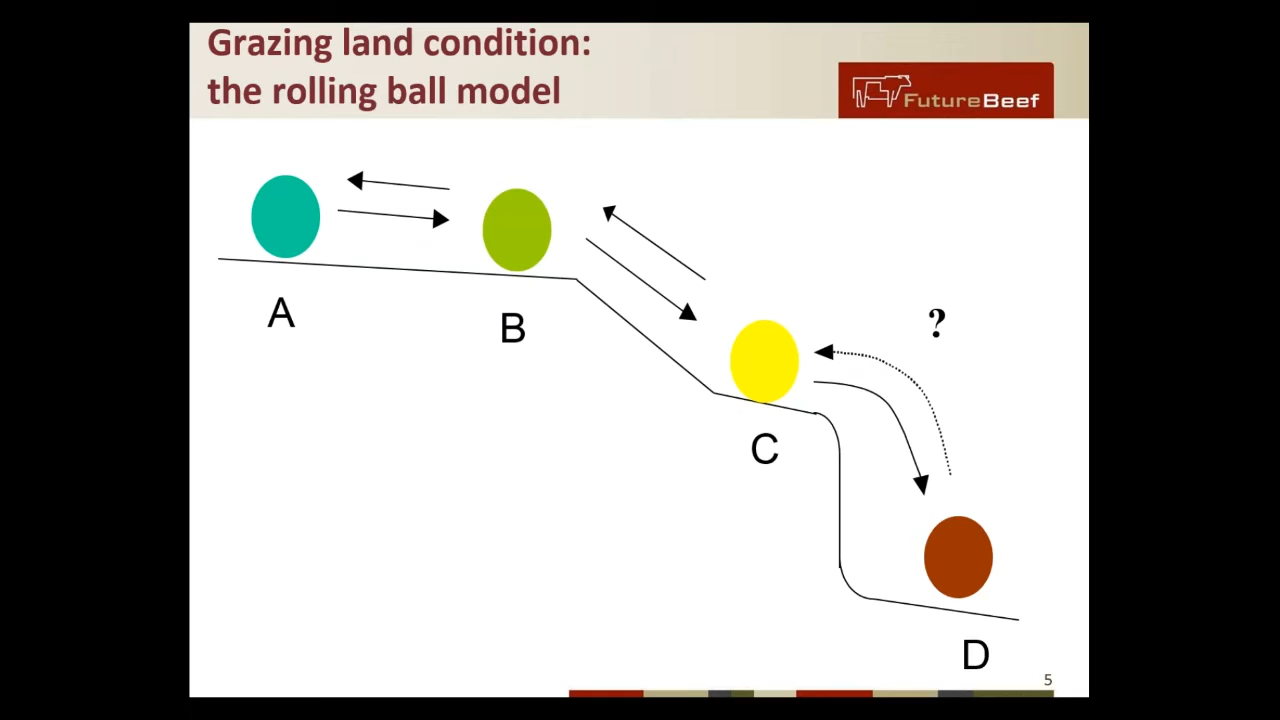 Grazing land condition:
the rolling ball model
FutureBeef
A
B
?
C
D
5